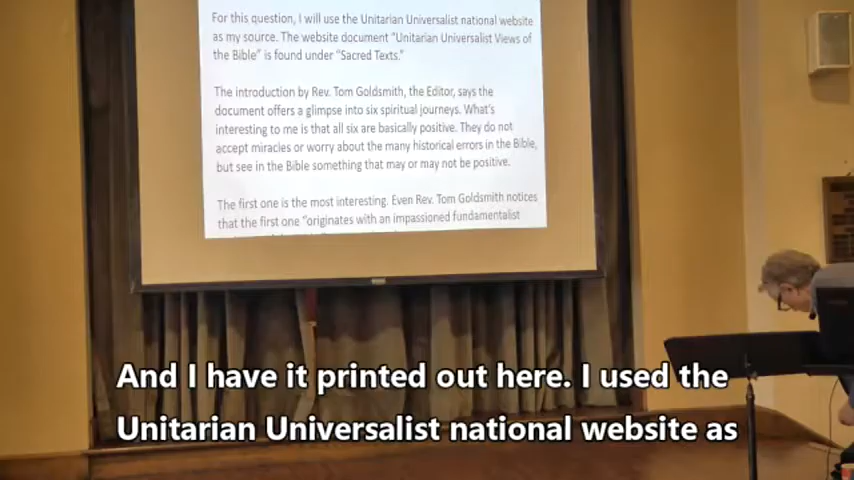 For this question, I will use the Unitarian Universalist national website
as my source. The website document "Unitarian Universalist Views of
the Bible" is found under "Sacred Texts."
The introduction by Rev. Tom Goldsmith, the Editor, says the
document offers a glimpse into six spiritual journeys. What's
interesting to me is that all six are basically positive. They do not
accept miracles or worry about the many historical errors in the Bible,
but see in the Bible something that may or may not be positive.
The first one is the most interesting. Even Rev. Tom Goldsmith notices
that the first one "originates with an impassioned fundamentalist
And I have it printed out here. I used the
Unitarian Universalist national website as